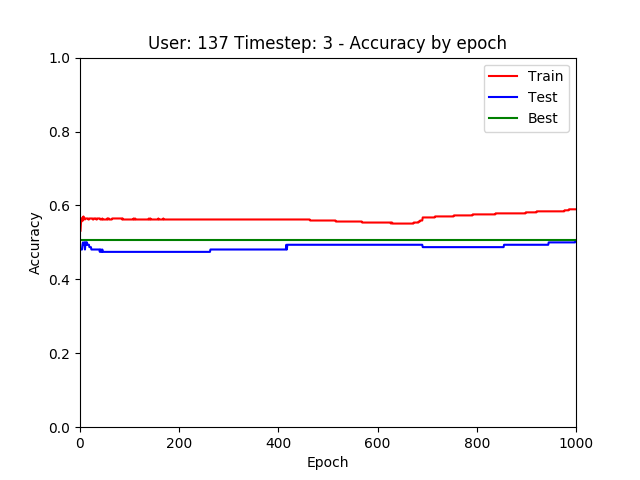 User: 137 Timestep: 3 - Accuracy by epoch
1.0
0.8
0.6
0.4
0.2
0.0
Accuracy
Train
Test
Best
0 200 400 600 800 1000
Epoch